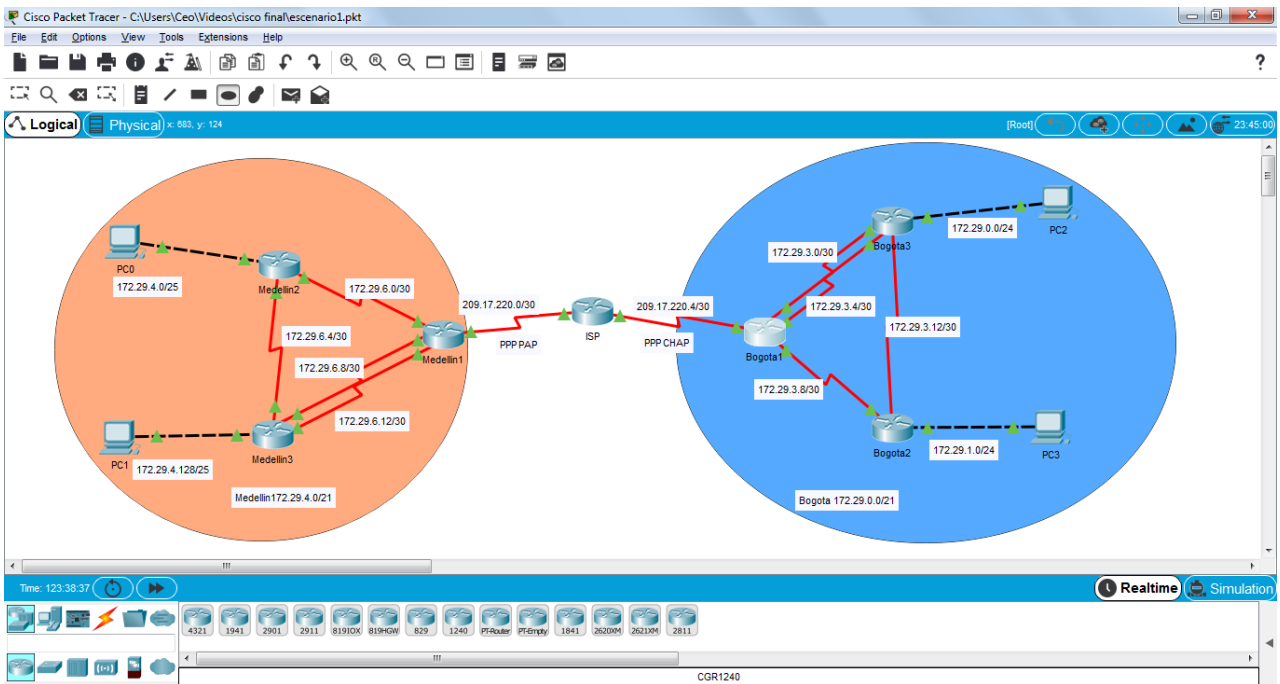 Cisco Packet Tracer - C:\Users\Ceo\Videos\cisco final\escenario1.pkt
File Edit Options View Tools Extensions Help
Logical
Physical
x: 683, y: 124
[Root]
23:45:00
PC0
172.29.4.0/25
Medellin2
172.29.6.0/30
172.29.6.4/30
172.29.6.8/30
Medellin1
172.29.6.12/30
PC1
172.29.4.128/25
Medellin3
Medellin172.29.4.0/21
209.17.220.0/30
PPP PAP
ISP
209.17.220.4/30
PPP CHAP
Bogota1
172.29.3.0/30
Bogota3
172.29.0.0/24
PC2
172.29.3.4/30
172.29.3.12/30
172.29.3.8/30
Bogota2
172.29.1.0/24
PC3
Bogota 172.29.0.0/21
Time: 123:38:37
Realtime
Simulation
4321 1941 2901 2911 819IOX 819HGW 829 1240 PT-Router PT-Empty 1841 2620XM 2621XM 2811
CGR1240